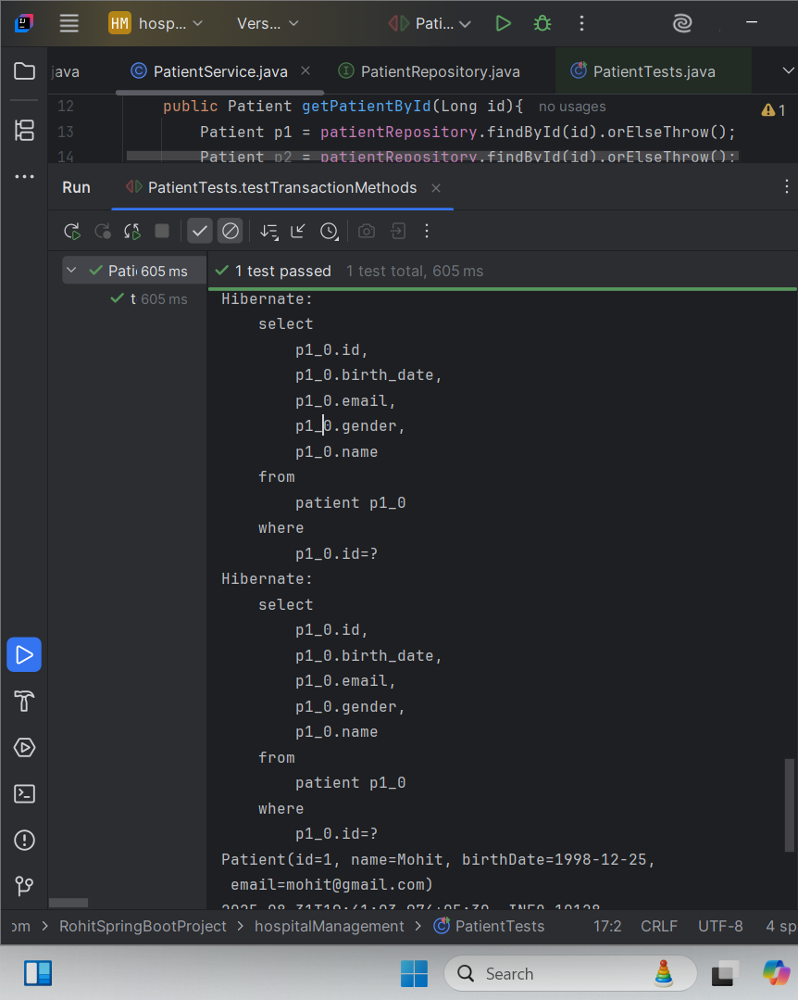 HM hosp... Vers... Pati...
java PatientService.java PatientRepository.java PatientTests.java
12 public Patient getPatientById(Long id){ no usages 1
13 Patient p1 = patientRepository.findById(id).orElseThrow();
14 Patient p2 = patientRepository.findById(id).orElseThrow();
Run PatientTests.testTransactionMethods
Pati 605 ms 1 test passed 1 test total, 605 ms
t 605 ms
Hibernate:
select
p1_0.id,
p1_0.birth_date,
p1_0.email,
p1_0.gender,
p1_0.name
from
patient p1_0
where
p1_0.id=?
Hibernate:
select
p1_0.id,
p1_0.birth_date,
p1_0.email,
p1_0.gender,
p1_0.name
from
patient p1_0
where
p1_0.id=?
Patient(id=1, name=Mohit, birthDate=1998-12-25,
email=mohit@gmail.com)
om > RohitSpringBootProject > hospitalManagement > PatientTests 17:2 CRLF UTF-8 4 sp
Search